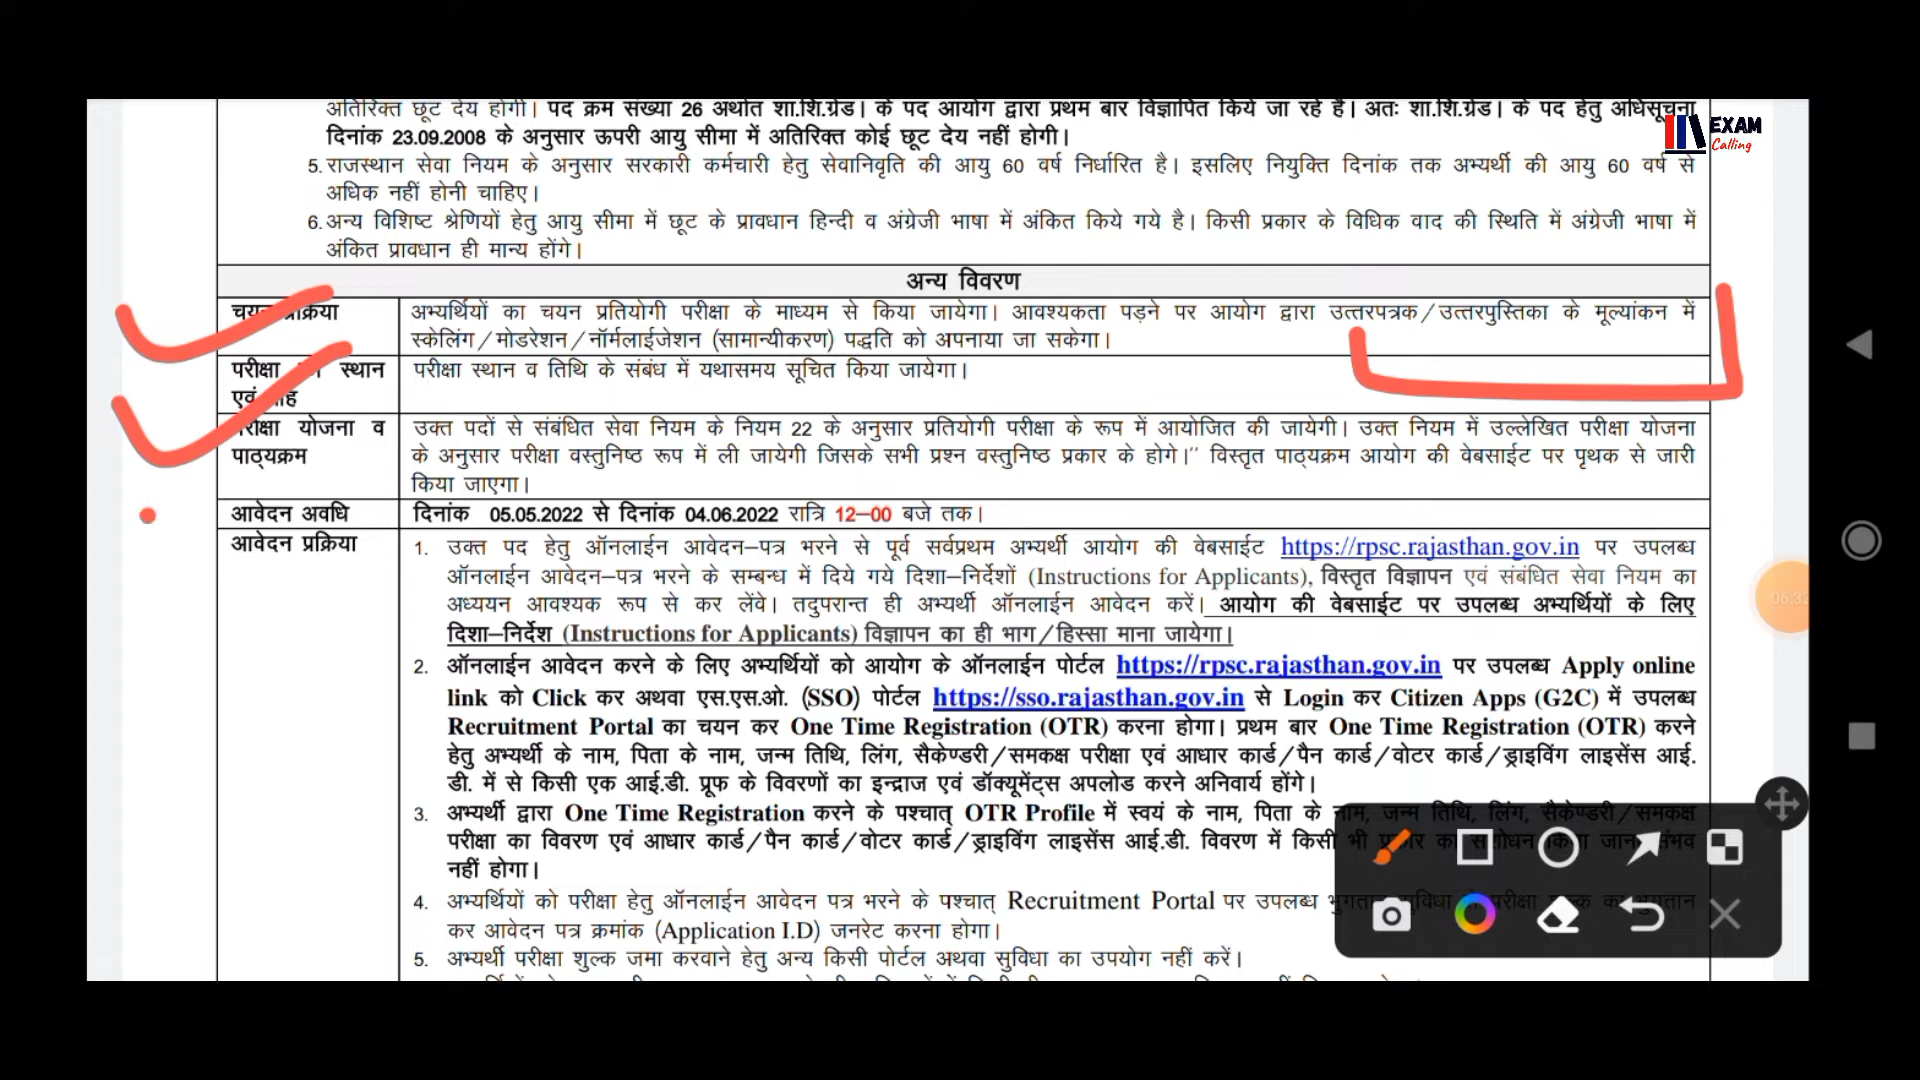 अतिरिक्त छूट देय होगी। पद क्रम संख्या 26 अर्थात शा.शि.ग्रेड। के पद आयोग द्वारा प्रथम बार विज्ञापित किये जा रहे है। अतः शा.शि.ग्रेड। के पद हेतु अधिसूचना
दिनांक 23.09.2008 के अनुसार ऊपरी आयु सीमा में अतिरिक्त कोई छूट देय नहीं होगी।
EXAM
Calling
5. राजस्थान सेवा नियम के अनुसार सरकारी कर्मचारी हेतु सेवानिवृति की आयु 60 वर्ष निर्धारित है। इसलिए नियुक्ति दिनांक तक अभ्यर्थी की आयु 60 वर्ष से
अधिक नहीं होनी चाहिए।
6. अन्य विशिष्ट श्रेणियों हेतु आयु सीमा में छूट के प्रावधान हिन्दी व अंग्रेजी भाषा में अंकित किये गये है। किसी प्रकार के विधिक वाद की स्थिति में अंग्रेजी भाषा में
अंकित प्रावधान ही मान्य होंगे।
अन्य विवरण
चयन प्रक्रिया
अभ्यर्थियों का चयन प्रतियोगी परीक्षा के माध्यम से किया जायेगा। आवश्यकता पड़ने पर आयोग द्वारा उत्तरपत्रक/उत्तरपुस्तिका के मूल्यांकन में
स्केलिंग/मोडरेशन/नॉर्मलाईजेशन (सामान्यीकरण) पद्धति को अपनाया जा सकेगा।
परीक्षा स्थान
एवं
परीक्षा स्थान व तिथि के संबंध में यथासमय सूचित किया जायेगा।
परीक्षा योजना व
पाठ्यक्रम
उक्त पदों से संबंधित सेवा नियम के नियम 22 के अनुसार प्रतियोगी परीक्षा के रूप में आयोजित की जायेगी। उक्त नियम में उल्लेखित परीक्षा योजना
के अनुसार परीक्षा वस्तुनिष्ठ रूप में ली जायेगी जिसके सभी प्रश्न वस्तुनिष्ठ प्रकार के होगे।" विस्तृत पाठ्यक्रम आयोग की वेबसाईट पर पृथक से जारी
किया जाएगा।
आवेदन अवधि
दिनांक 05.05.2022 से दिनांक 04.06.2022 रात्रि 12–00 बजे तक।
आवेदन प्रक्रिया
1. उक्त पद हेतु ऑनलाईन आवेदन–पत्र भरने से पूर्व सर्वप्रथम अभ्यर्थी आयोग की वेबसाईट https://rpsc.rajasthan.gov.in पर उपलब्ध
ऑनलाईन आवेदन–पत्र भरने के सम्बन्ध में दिये गये दिशा–निर्देशों (Instructions for Applicants), विस्तृत विज्ञापन एवं संबंधित सेवा नियम का
अध्ययन आवश्यक रूप से कर लेंवे। तदुपरान्त ही अभ्यर्थी ऑनलाईन आवेदन करें। आयोग की वेबसाईट पर उपलब्ध अभ्यर्थियों के लिए
दिशा–निर्देश (Instructions for Applicants) विज्ञापन का ही भाग/हिस्सा माना जायेगा।
06:32
2. ऑनलाईन आवेदन करने के लिए अभ्यर्थियों को आयोग के ऑनलाईन पोर्टल https://rpsc.rajasthan.gov.in पर उपलब्ध Apply online
link को Click कर अथवा एस.एस.ओ. (SSO) पोर्टल https://sso.rajasthan.gov.in से Login कर Citizen Apps (G2C) में उपलब्ध
Recruitment Portal का चयन कर One Time Registration (OTR) करना होगा। प्रथम बार One Time Registration (OTR) करने
हेतु अभ्यर्थी के नाम, पिता के नाम, जन्म तिथि, लिंग, सैकेण्डरी/समकक्ष परीक्षा एवं आधार कार्ड/पैन कार्ड/वोटर कार्ड/ड्राइविंग लाइसेंस आई.
डी. में से किसी एक आई.डी. प्रूफ के विवरणों का इन्द्राज एवं डॉक्यूमेंट्स अपलोड करने अनिवार्य होंगे।
3. अभ्यर्थी द्वारा One Time Registration करने के पश्चात् OTR Profile में स्वयं के नाम, पिता के नाम, जन्म तिथि, लिंग, सैकेण्डरी/समकक्ष
परीक्षा का विवरण एवं आधार कार्ड/पैन कार्ड/वोटर कार्ड/ड्राइविंग लाइसेंस आई.डी. विवरण में किसी भी प्रकार का संशोधन किया जाना संभव
नहीं होगा।
4. अभ्यर्थियों को परीक्षा हेतु ऑनलाईन आवेदन पत्र भरने के पश्चात् Recruitment Portal पर उपलब्ध भुगतान सुविधा परीक्षा शुल्क का भुगतान
कर आवेदन पत्र क्रमांक (Application I.D) जनरेट करना होगा।
5. अभ्यर्थी परीक्षा शुल्क जमा करवाने हेतु अन्य किसी पोर्टल अथवा सुविधा का उपयोग नहीं करें।